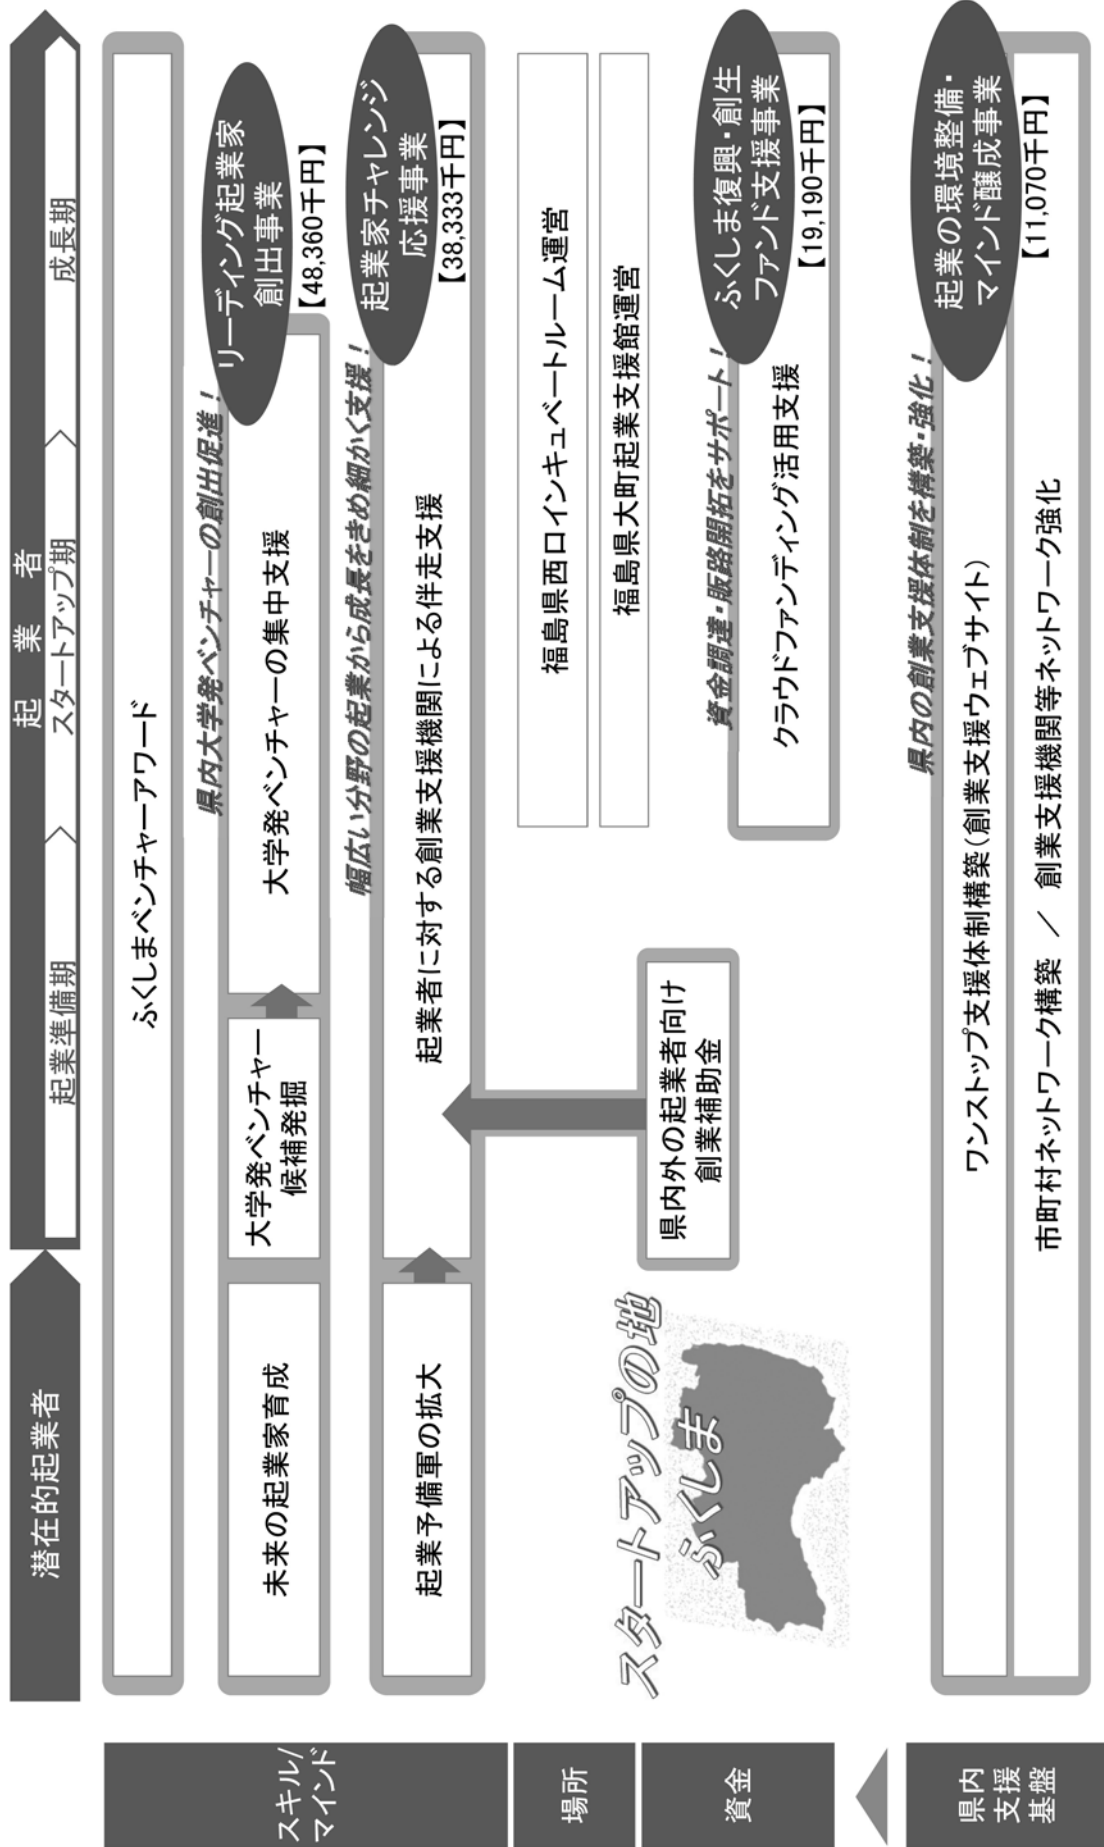 潜在的起業者
起業者
起業準備期
スタートアップ期
成長期
スキル/
マインド
ふくしまベンチャーアワード
県内大学発ベンチャーの創出促進！
リーディング起業家
創出事業
【48,360千円】
未来の起業家育成
大学発ベンチャー
候補発掘
大学発ベンチャーの集中支援
幅広い分野の起業から成長をきめ細かく支援！
起業家チャレンジ
応援事業
【38,333千円】
起業予備軍の拡大
起業者に対する創業支援機関による伴走支援
場所
福島県西口インキュベートルーム運営
福島県大町起業支援館運営
資金
スタートアップの地
ふくしま
県内外の起業者向け
創業補助金
資金調達・販路開拓をサポート！
ふくしま復興・創生
ファンド支援事業
【19,190千円】
クラウドファンディング活用支援
県内
支援
基盤
県内の創業支援体制を構築・強化！
起業の環境整備・
マインド醸成事業
【11,070千円】
ワンストップ支援体制構築（創業支援ウェブサイト）
市町村ネットワーク構築 ／ 創業支援機関等ネットワーク強化